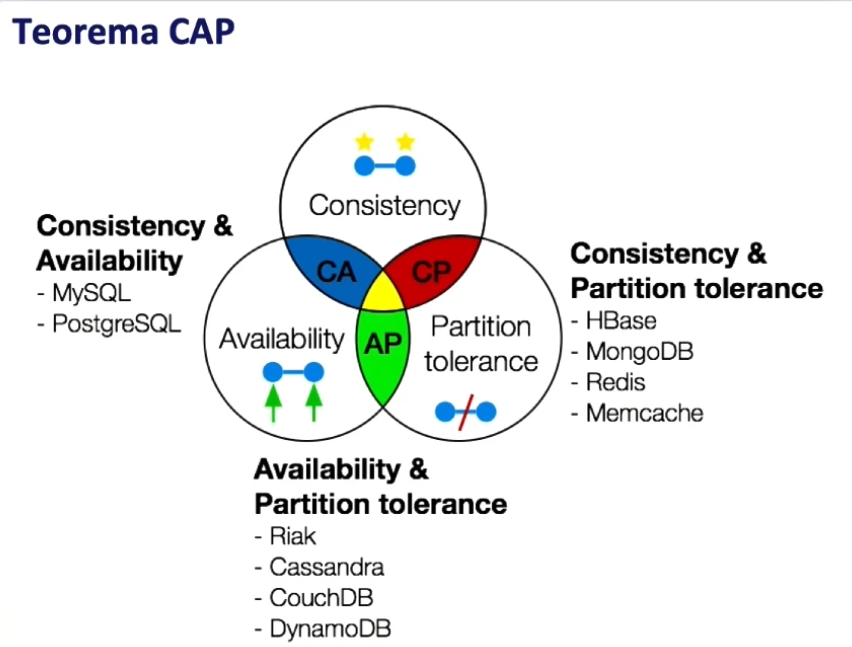 Teorema CAP
Consistency
Consistency &
Availability
- MySQL
- PostgreSQL
CA
CP
Consistency &
Partition tolerance
- HBase
- MongoDB
- Redis
- Memcache
Availability
AP
Partition
tolerance
Availability &
Partition tolerance
- Riak
- Cassandra
- CouchDB
- DynamoDB